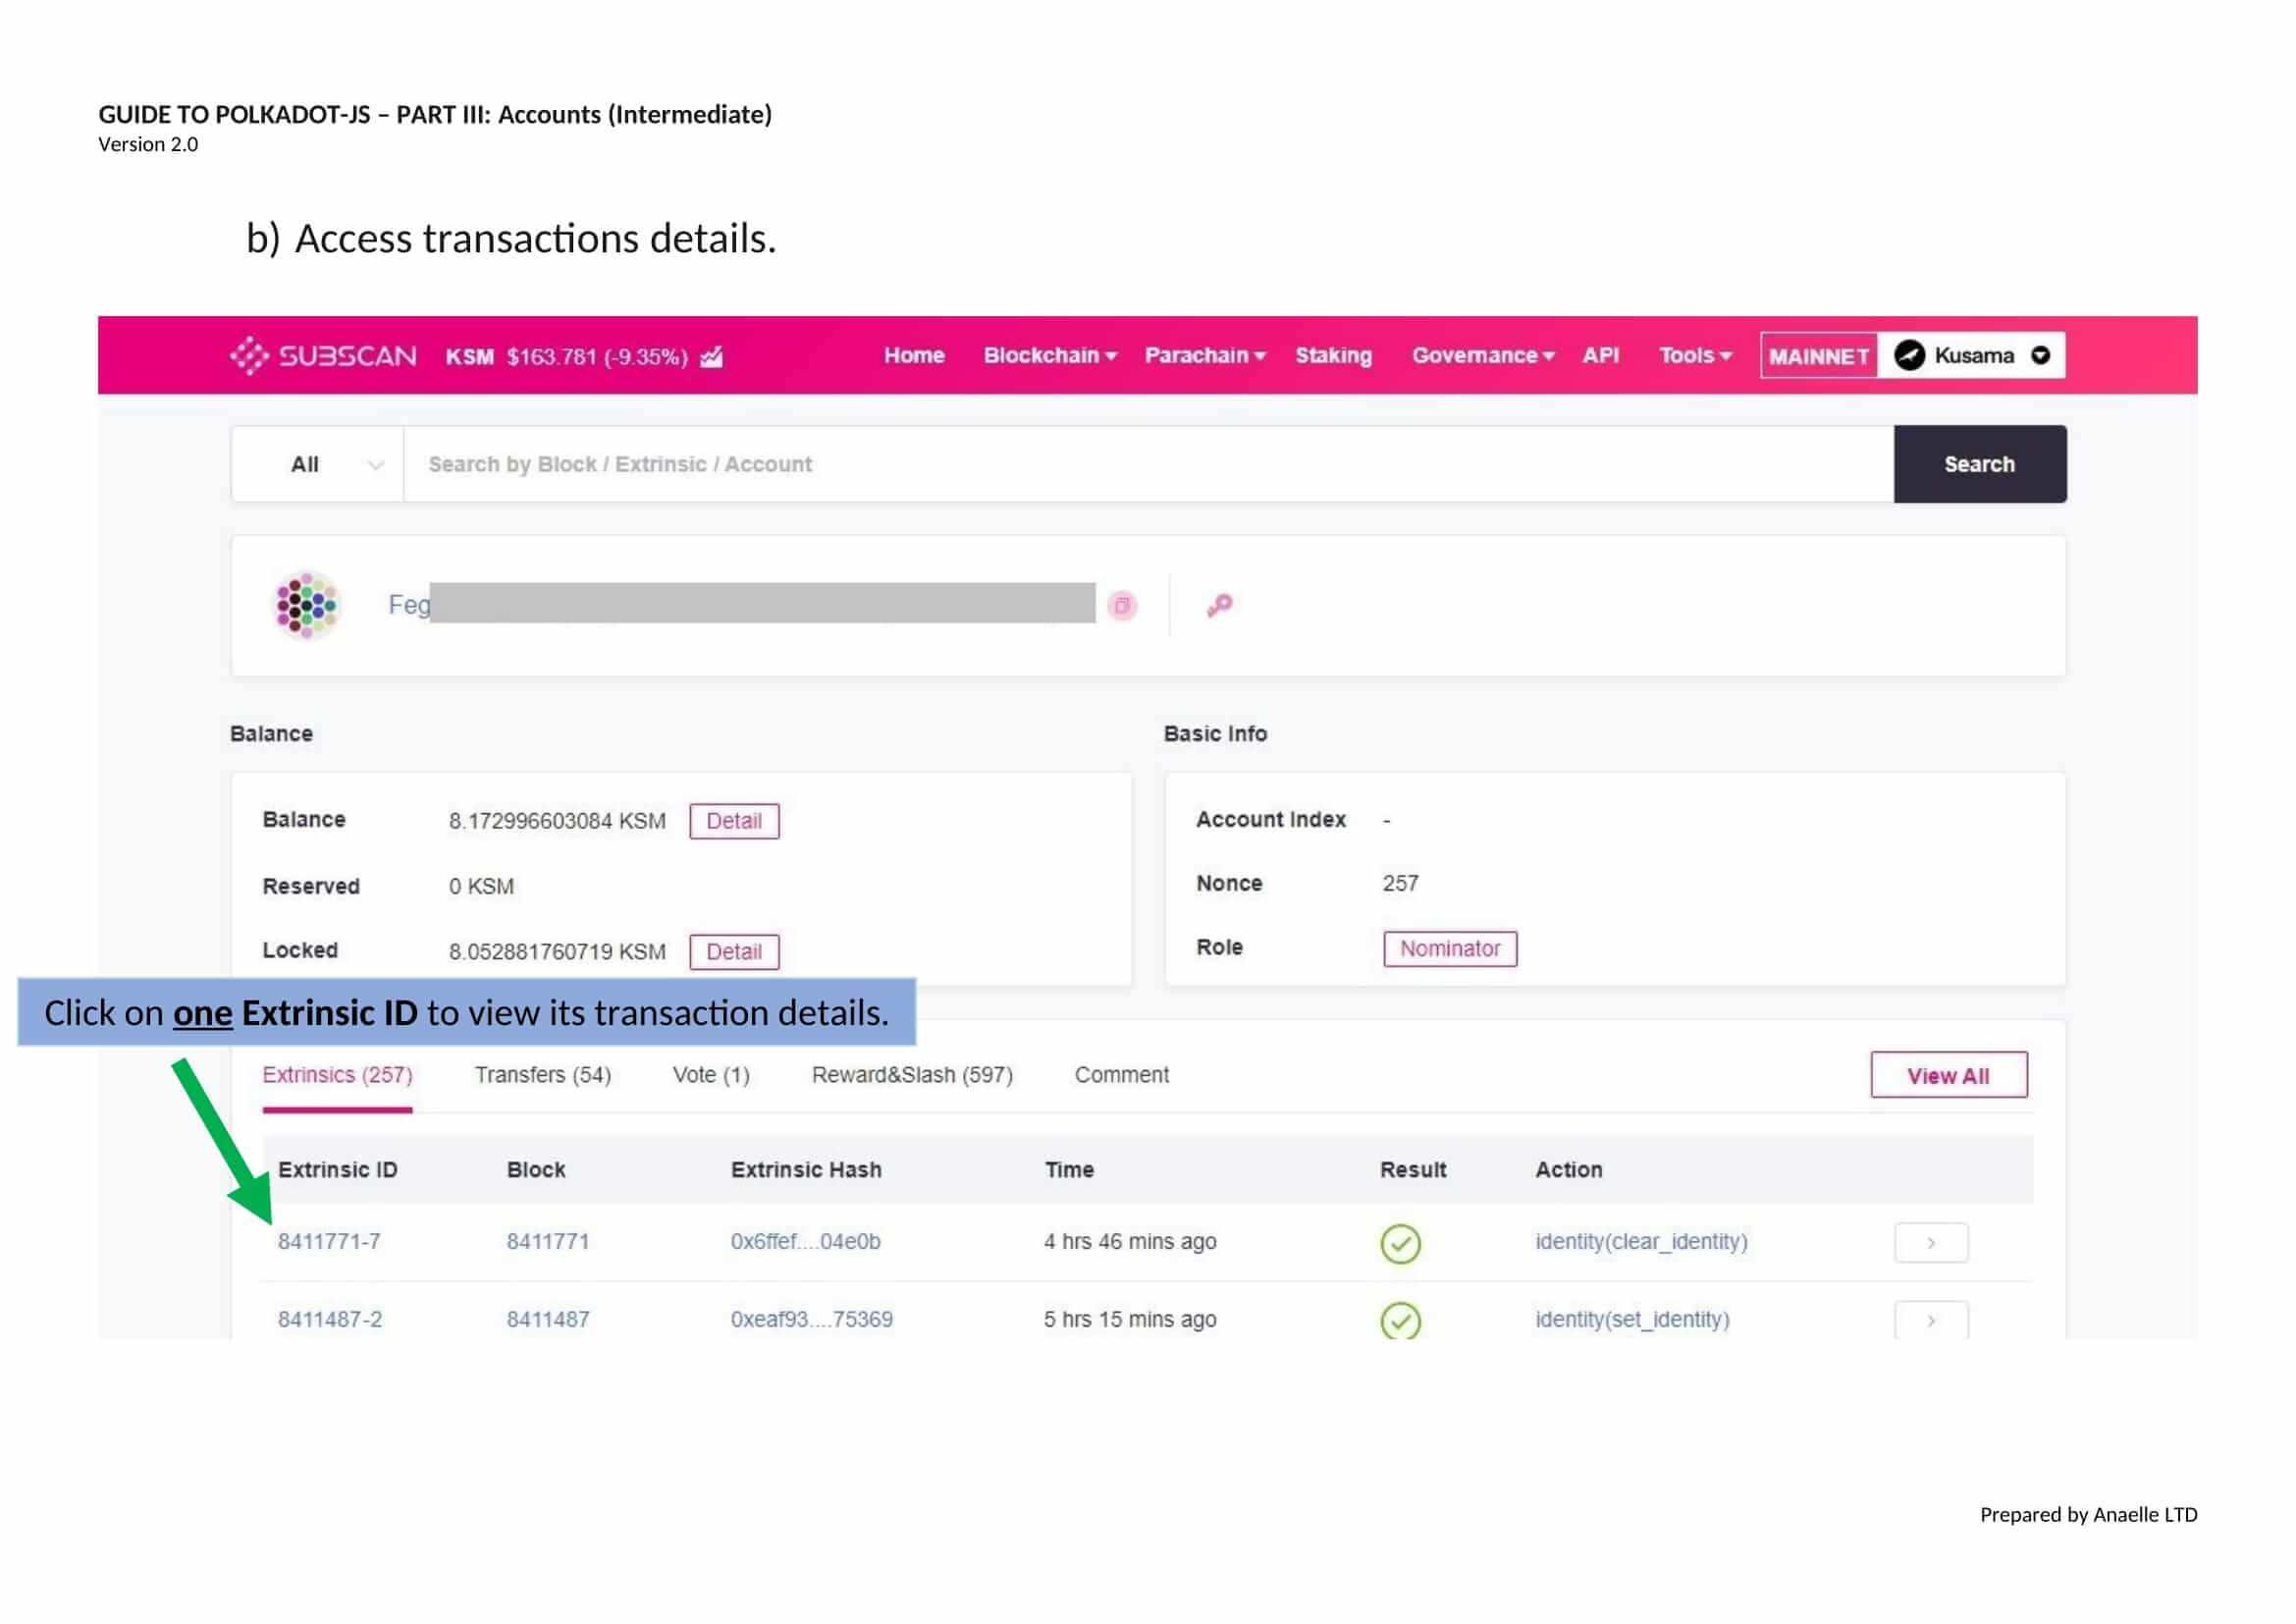 GUIDE TO POLKADOT-JS – PART III: Accounts (Intermediate)
Version 2.0
b) Access transactions details.
SUBSCAN KSM $163.781 (-9.35%) Home Blockchain Parachain Staking Governance API Tools MAINNET Kusama
All Search by Block / Extrinsic / Account Search
Feg
Balance Basic Info
Balance 8.172996603084 KSM Detail Account Index -
Reserved 0 KSM Nonce 257
Locked 8.052881760719 KSM Detail Role Nominator
Click on one Extrinsic ID to view its transaction details.
Extrinsics (257) Transfers (54) Vote (1) Reward&Slash (597) Comment View All
Extrinsic ID Block Extrinsic Hash Time Result Action
8411771-7 8411771 0x6ffef....04e0b 4 hrs 46 mins ago identity(clear_identity) >
8411487-2 8411487 0xeaf93....75369 5 hrs 15 mins ago identity(set_identity) >
Prepared by Anaelle LTD